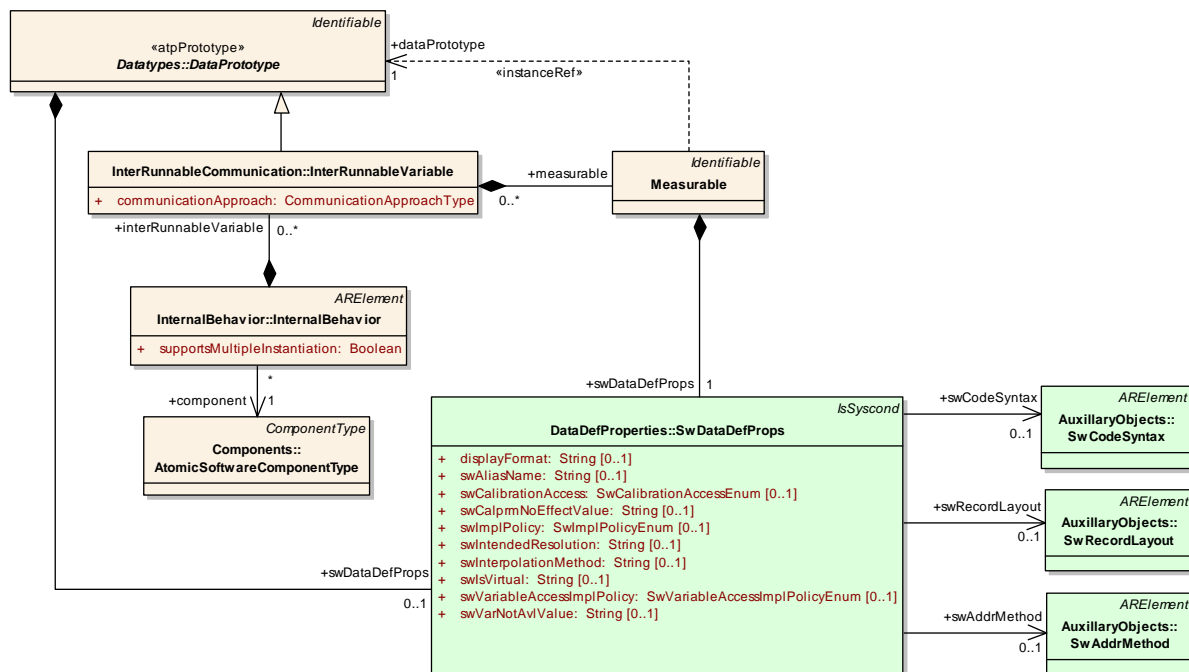 Identifiable
«atpPrototype»
Datatypes::DataPrototype
+dataPrototype
1
«instanceRef»
InterRunnableCommunication::InterRunnableVariable
+ communicationApproach: CommunicationApproachType
+measurable
0..*
Identifiable
Measurable
+interRunnableVariable
0..*
ARElement
InternalBehavior::InternalBehavior
+ supportsMultipleInstantiation: Boolean
*
+component
1
ComponentType
Components::
AtomicSoftwareComponentType
+swDataDefProps
1
IsSyscond
DataDefProperties::SwDataDefProps
+ displayFormat: String [0..1]
+ swAliasName: String [0..1]
+ swCalibrationAccess: SwCalibrationAccessEnum [0..1]
+ swCalprmNoEffectValue: String [0..1]
+ swImplPolicy: SwImplPolicyEnum [0..1]
+ swIntendedResolution: String [0..1]
+ swInterpolationMethod: String [0..1]
+ swIsVirtual: String [0..1]
+ swVariableAccessImplPolicy: SwVariableAccessImplPolicyEnum [0..1]
+ swVarNotAvlValue: String [0..1]
+swDataDefProps
0..1
+swCodeSyntax
0..1
ARElement
AuxillaryObjects::
SwCodeSyntax
+swRecordLayout
0..1
ARElement
AuxillaryObjects::
SwRecordLayout
+swAddrMethod
0..1
ARElement
AuxillaryObjects::
SwAddrMethod